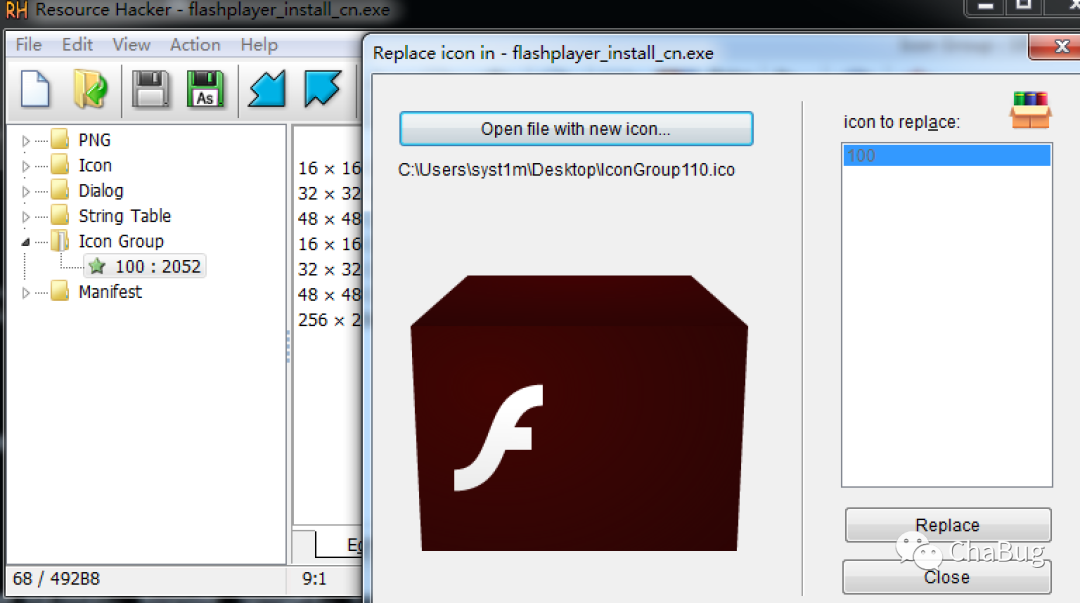 RH Resource Hacker - flashplayer_install_cn.exe
File Edit View Action Help
As
PNG
Icon
Dialog
String Table
Icon Group
100 : 2052
Manifest
16 × 16
32 × 32
48 × 48
16 × 16
32 × 32
48 × 48
256 × 2
68 / 492B8
9:1
Replace icon in - flashplayer_install_cn.exe
Open file with new icon...
C:\Users\syst1m\Desktop\IconGroup110.ico
icon to replace:
100
Replace
ChaBug
Close